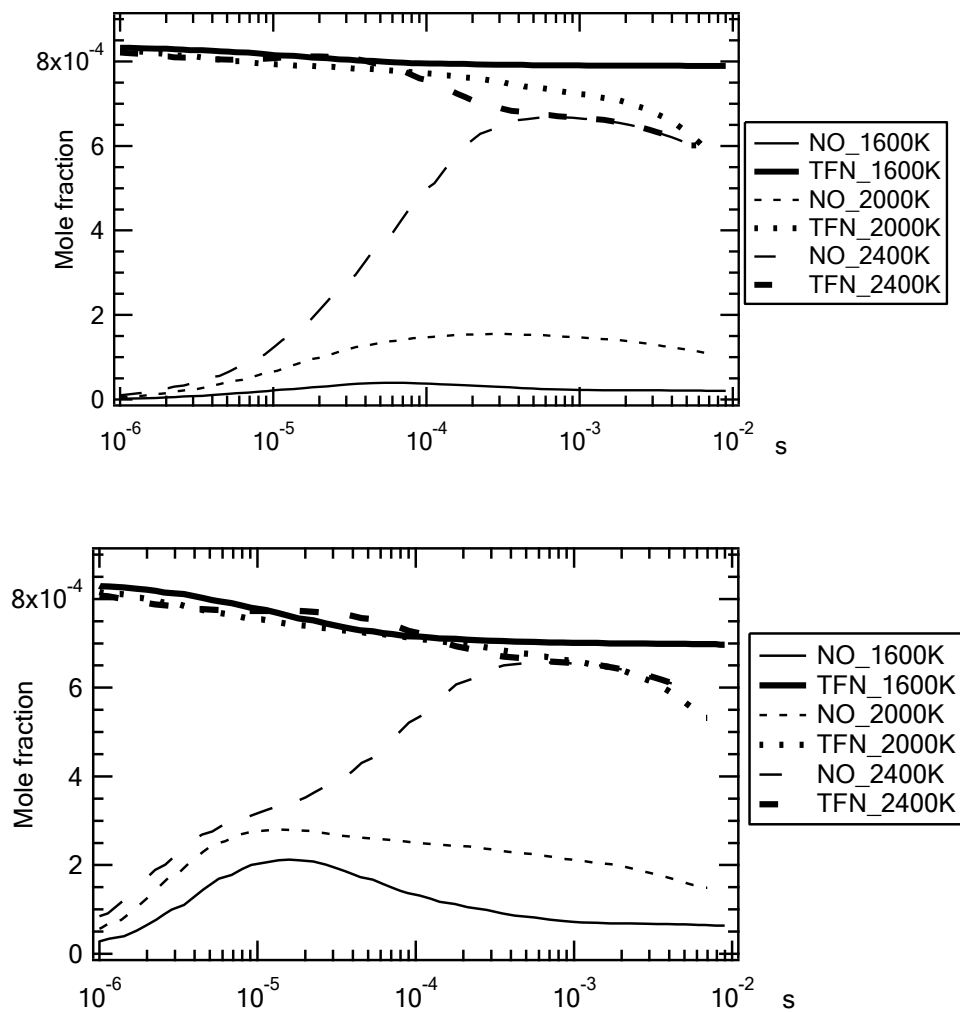 8x10⁻⁴
6
4
2
0
Mole fraction
10⁻⁶ 10⁻⁵ 10⁻⁴ 10⁻³ 10⁻² s
NO_1600K
TFN_1600K
NO_2000K
TFN_2000K
NO_2400K
TFN_2400K
8x10⁻⁴
6
4
2
0
Mole fraction
10⁻⁶ 10⁻⁵ 10⁻⁴ 10⁻³ 10⁻² s
NO_1600K
TFN_1600K
NO_2000K
TFN_2000K
NO_2400K
TFN_2400K